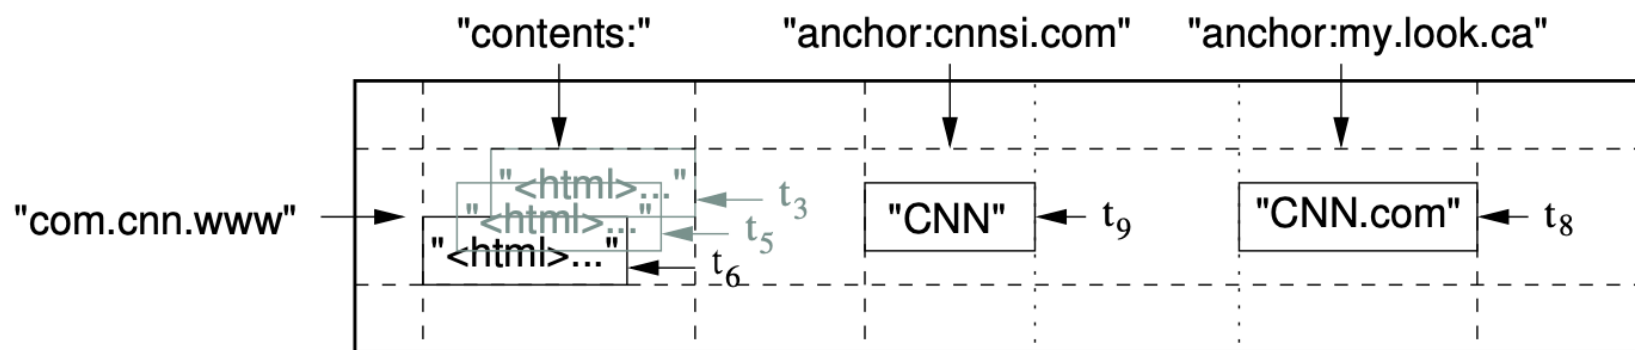 "contents:"
"anchor:cnnsi.com"
"anchor:my.look.ca"
"com.cnn.www"
"<html>..."
t3
"<html>..."
t5
"<html>..."
t6
"CNN"
t9
"CNN.com"
t8